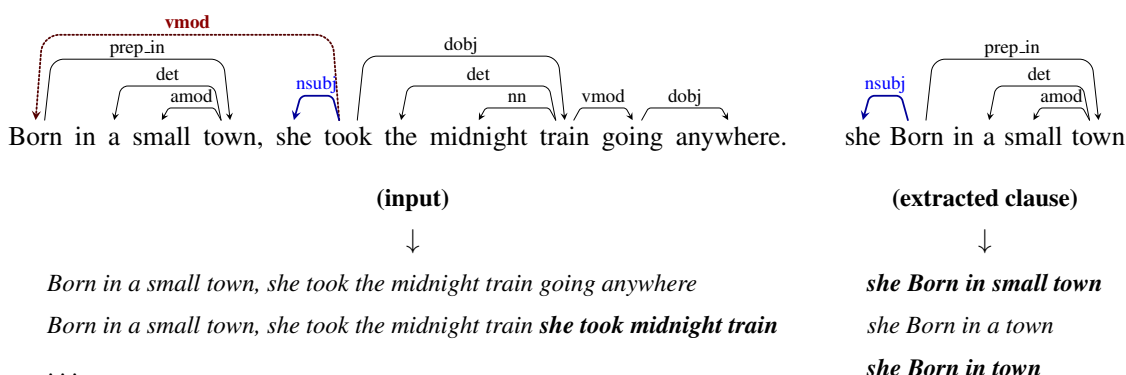 vmod
prep_in dobj prep_in
det det nsubj det
amod nsubj nn vmod dobj amod
Born in a small town, she took the midnight train going anywhere. she Born in a small town
(input) (extracted clause)
↓ ↓
Born in a small town, she took the midnight train going anywhere she Born in small town
Born in a small town, she took the midnight train she took midnight train she Born in a town
... she Born in town